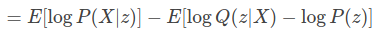 = E[log P(X|z)] − E[log Q(z|X) − log P(z)]